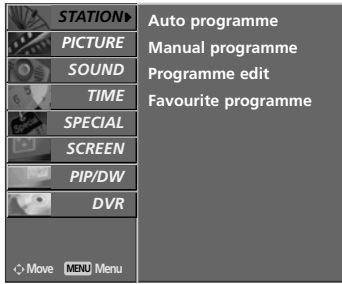 STATION
PICTURE
SOUND
TIME
SPECIAL
SCREEN
PIP/DW
DVR
Move MENU Menu
Auto programme
Manual programme
Programme edit
Favourite programme